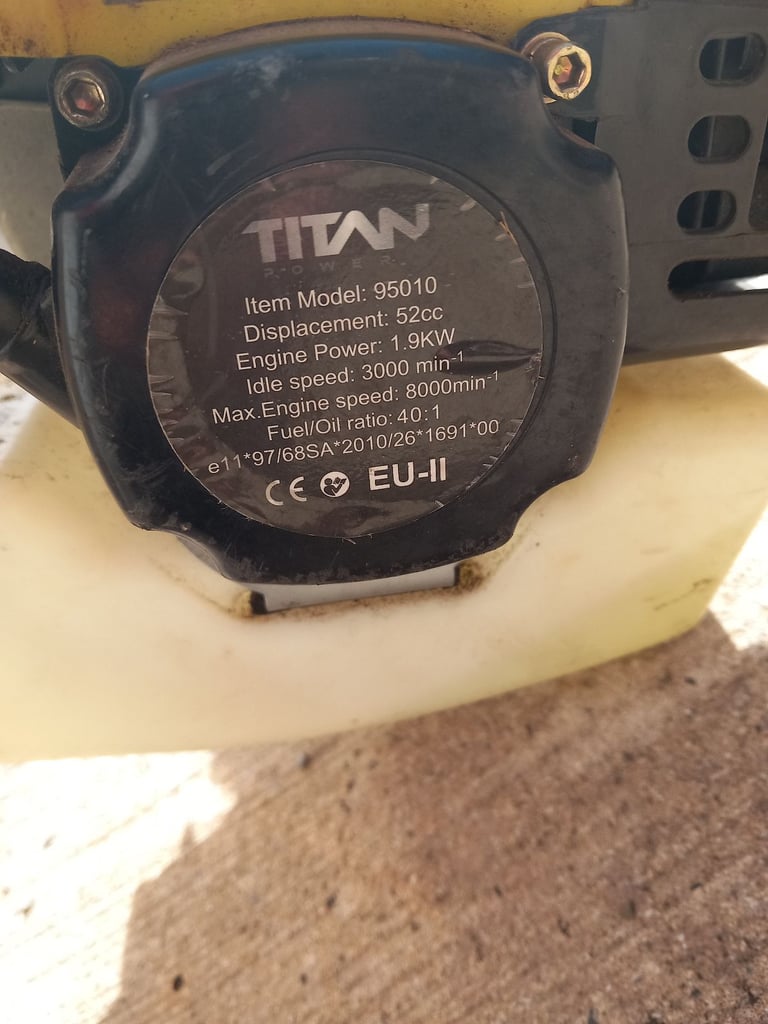 TITAN
POWER
Item Model: 95010
Displacement: 52cc
Engine Power: 1.9KW
Idle speed: 3000 min⁻¹
Max.Engine speed: 8000min⁻¹
Fuel/Oil ratio: 40:1
e11*97/68SA*2010/26*1691*00
CE EU-II